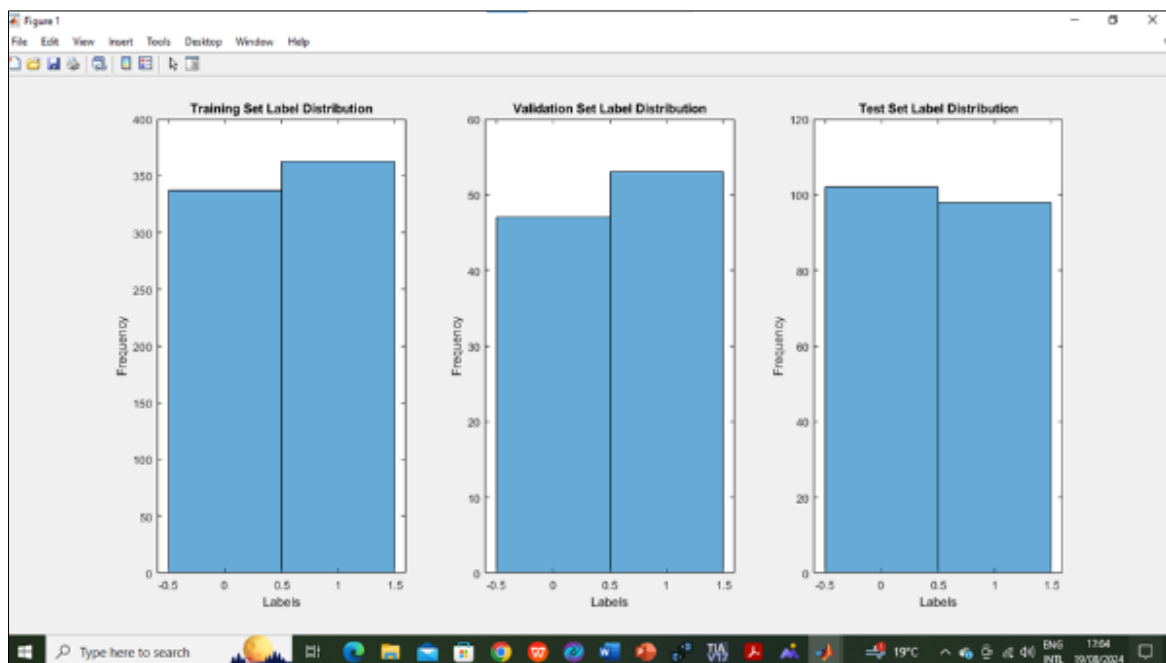 Figure 1
File Edit View Insert Tools Desktop Window Help
Training Set Label Distribution
400
350
300
250
200
150
100
50
0
-0.5 0 0.5 1 1.5
Frequency
Labels
Validation Set Label Distribution
60
50
40
30
20
10
0
-0.5 0 0.5 1 1.5
Frequency
Labels
Test Set Label Distribution
120
100
80
60
40
20
0
-0.5 0 0.5 1 1.5
Frequency
Labels
Type here to search
19°C
ENG
INTL
17:04
19/08/2024